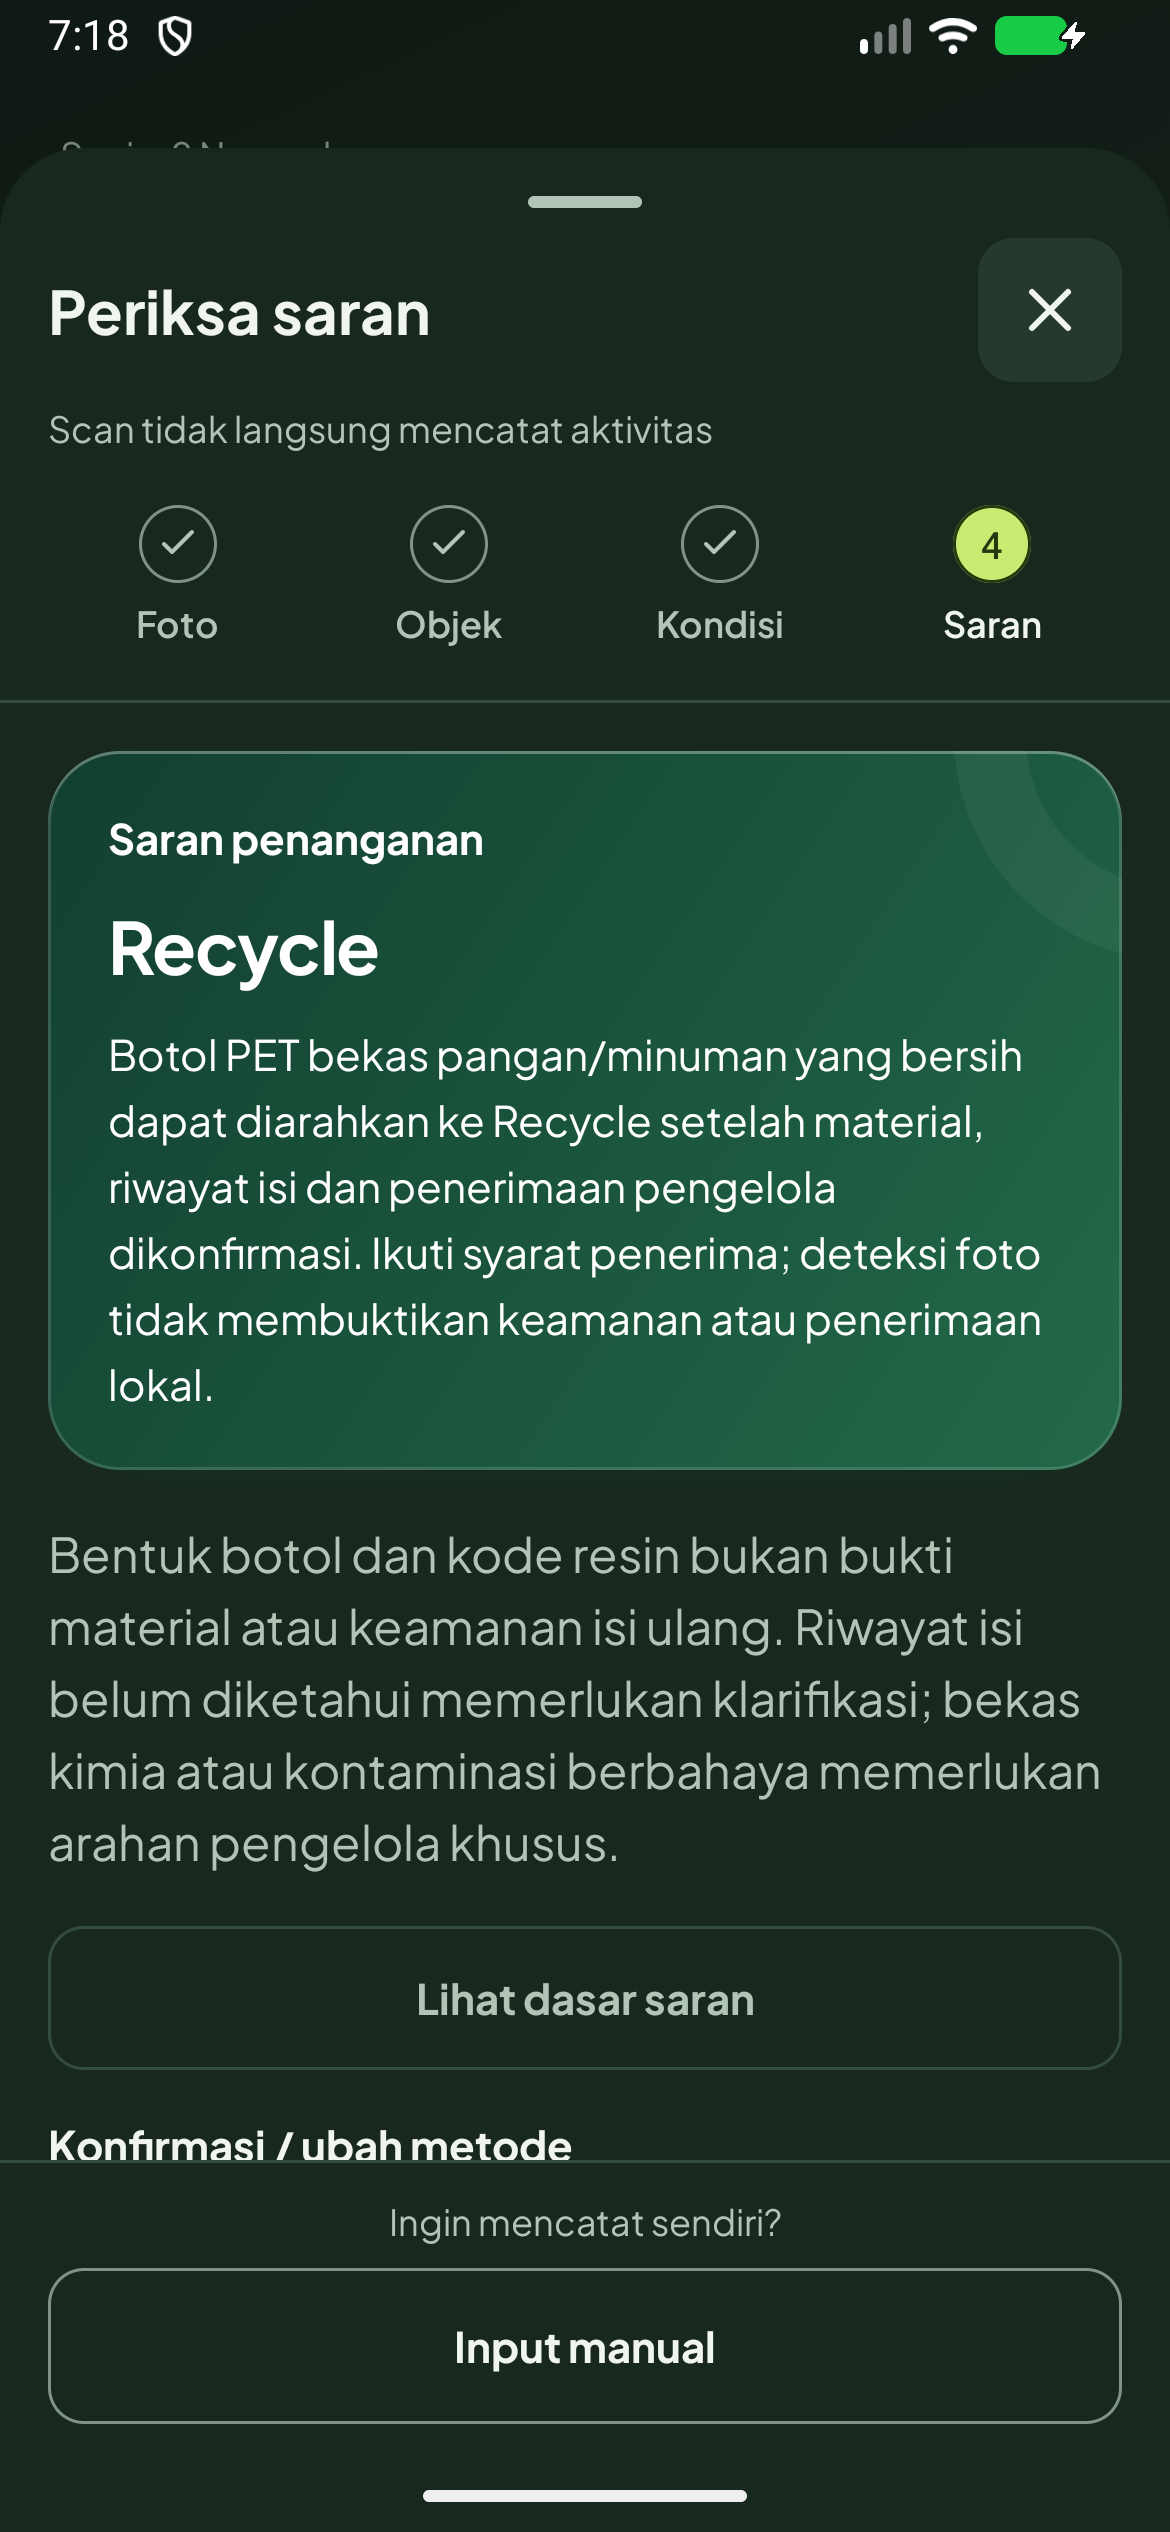 7:18
Periksa saran
Scan tidak langsung mencatat aktivitas
4
Foto
Objek
Kondisi
Saran
Saran penanganan
Recycle
Botol PET bekas pangan/minuman yang bersih
dapat diarahkan ke Recycle setelah material,
riwayat isi dan penerimaan pengelola
dikonfirmasi. Ikuti syarat penerima; deteksi foto
tidak membuktikan keamanan atau penerimaan
lokal.
Bentuk botol dan kode resin bukan bukti
material atau keamanan isi ulang. Riwayat isi
belum diketahui memerlukan klarifikasi; bekas
kimia atau kontaminasi berbahaya memerlukan
arahan pengelola khusus.
Lihat dasar saran
Konfirmasi / ubah metode
Ingin mencatat sendiri?
Input manual